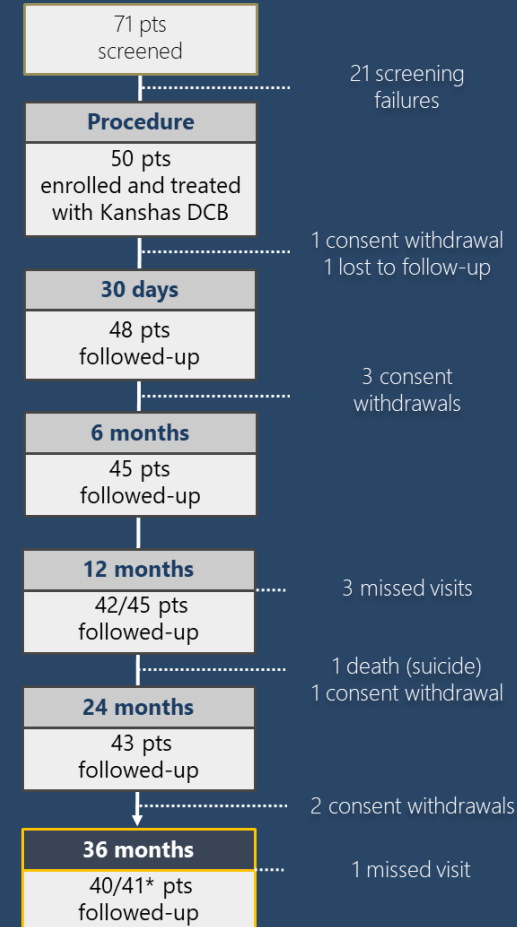 71 pts
screened
21 screening
failures
Procedure
50 pts
enrolled and treated
with Kanshas DCB
1 consent withdrawal
1 lost to follow-up
30 days
48 pts
followed-up
3 consent
withdrawals
6 months
45 pts
followed-up
12 months
3 missed visits
42/45 pts
followed-up
1 death (suicide)
1 consent withdrawal
24 months
43 pts
followed-up
2 consent withdrawals
36 months
1 missed visit
40/41* pts
followed-up